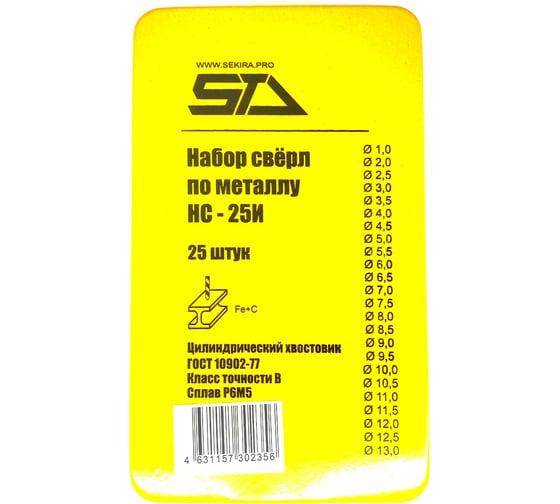 WWW.SEKIRA.PRO
STA
Набор свёрл
по металлу
НС - 25И
25 штук
Fe+C
Цилиндрический хвостовик
ГОСТ 10902-77
Класс точности В
Сплав Р6М5
4 631157 302356
Ø 1,0
Ø 2,0
Ø 2,5
Ø 3,0
Ø 3,5
Ø 4,0
Ø 4,5
Ø 5,0
Ø 5,5
Ø 6,0
Ø 6,5
Ø 7,0
Ø 7,5
Ø 8,0
Ø 8,5
Ø 9,0
Ø 9,5
Ø 10,0
Ø 10,5
Ø 11,0
Ø 11,5
Ø 12,0
Ø 12,5
Ø 13,0